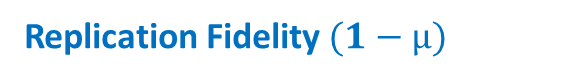 Replication Fidelity (1 − μ)